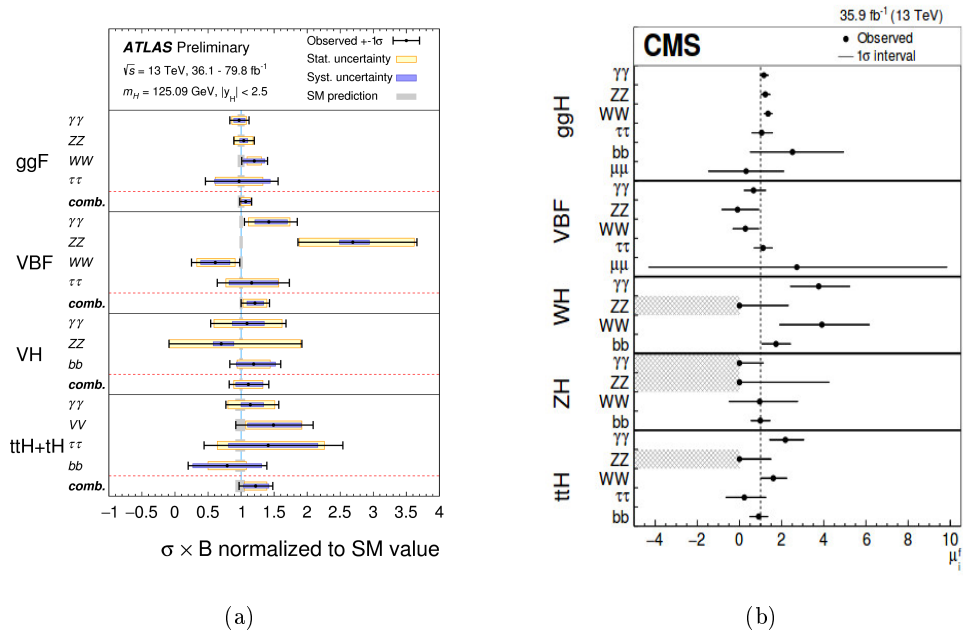 ATLAS Preliminary
√s = 13 TeV, 36.1 - 79.8 fb⁻¹
m_H = 125.09 GeV, |y_H| < 2.5
Observed +-1σ
Stat. uncertainty
Syst. uncertainty
SM prediction
ggF
γγ
ZZ
WW
ττ
comb.
VBF
γγ
ZZ
WW
ττ
comb.
VH
γγ
ZZ
bb
comb.
ttH+tH
γγ
VV
ττ
bb
comb.
−1 −0.5 0 0.5 1 1.5 2 2.5 3 3.5 4
σ × B normalized to SM value
(a)
35.9 fb⁻¹ (13 TeV)
CMS
Observed
1σ interval
ggH
γγ
ZZ
WW
ττ
bb
μμ
VBF
γγ
ZZ
WW
ττ
μμ
WH
γγ
ZZ
WW
bb
ZH
γγ
ZZ
WW
bb
ttH
γγ
ZZ
WW
ττ
bb
−4 −2 0 2 4 6 8 10
μ_i^f
(b)